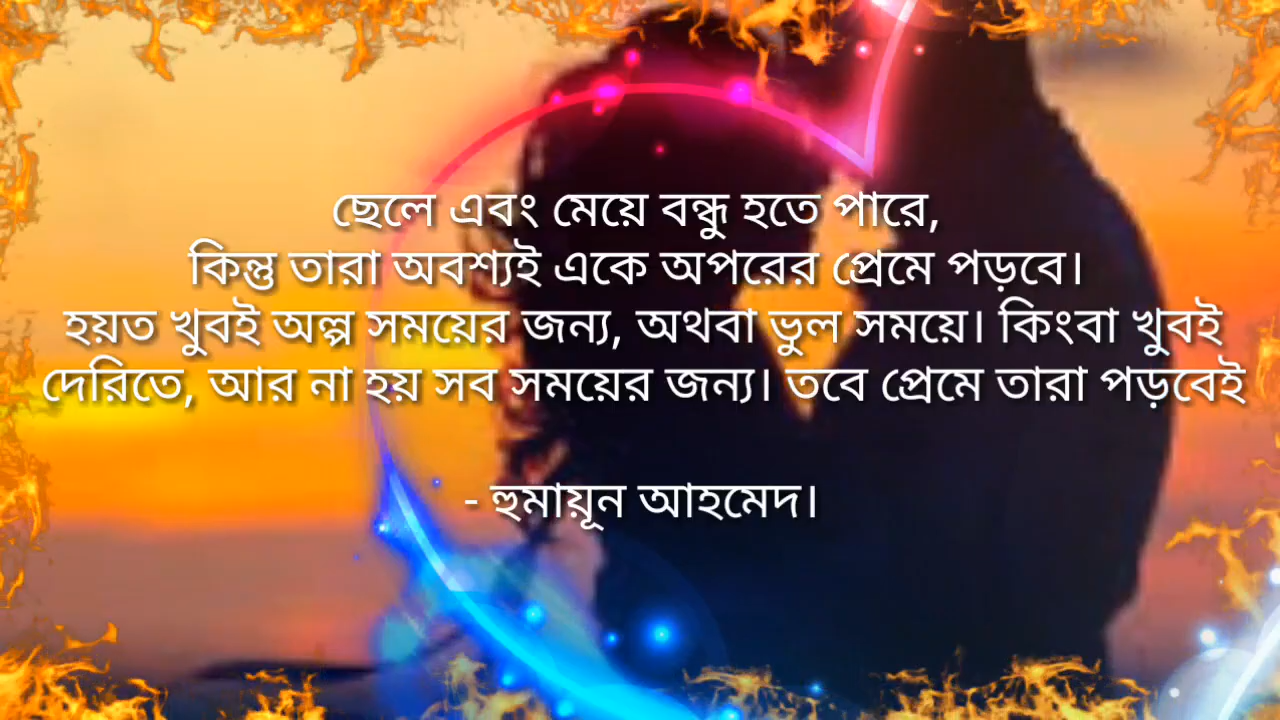 ছেলে এবং মেয়ে বন্ধু হতে পারে,
কিন্তু তারা অবশ্যই একে অপরের প্রেমে পড়বে।
হয়ত খুবই অল্প সময়ের জন্য, অথবা ভুল সময়ে। কিংবা খুবই
দেরিতে, আর না হয় সব সময়ের জন্য। তবে প্রেমে তারা পড়বেই
- হুমায়ূন আহমেদ।